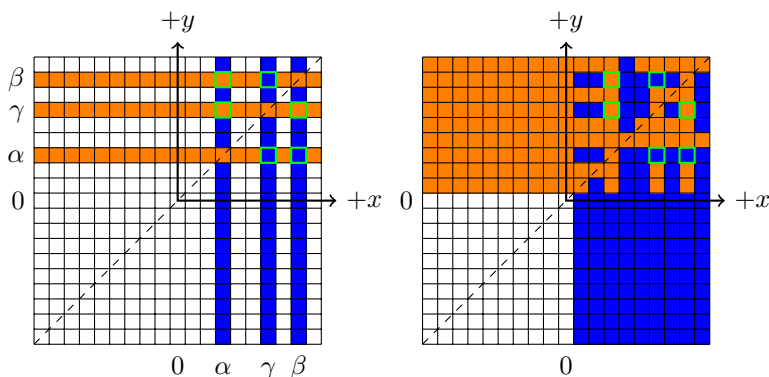 +y +y
β
γ
α
0 +x 0 +x
0 α γ β 0